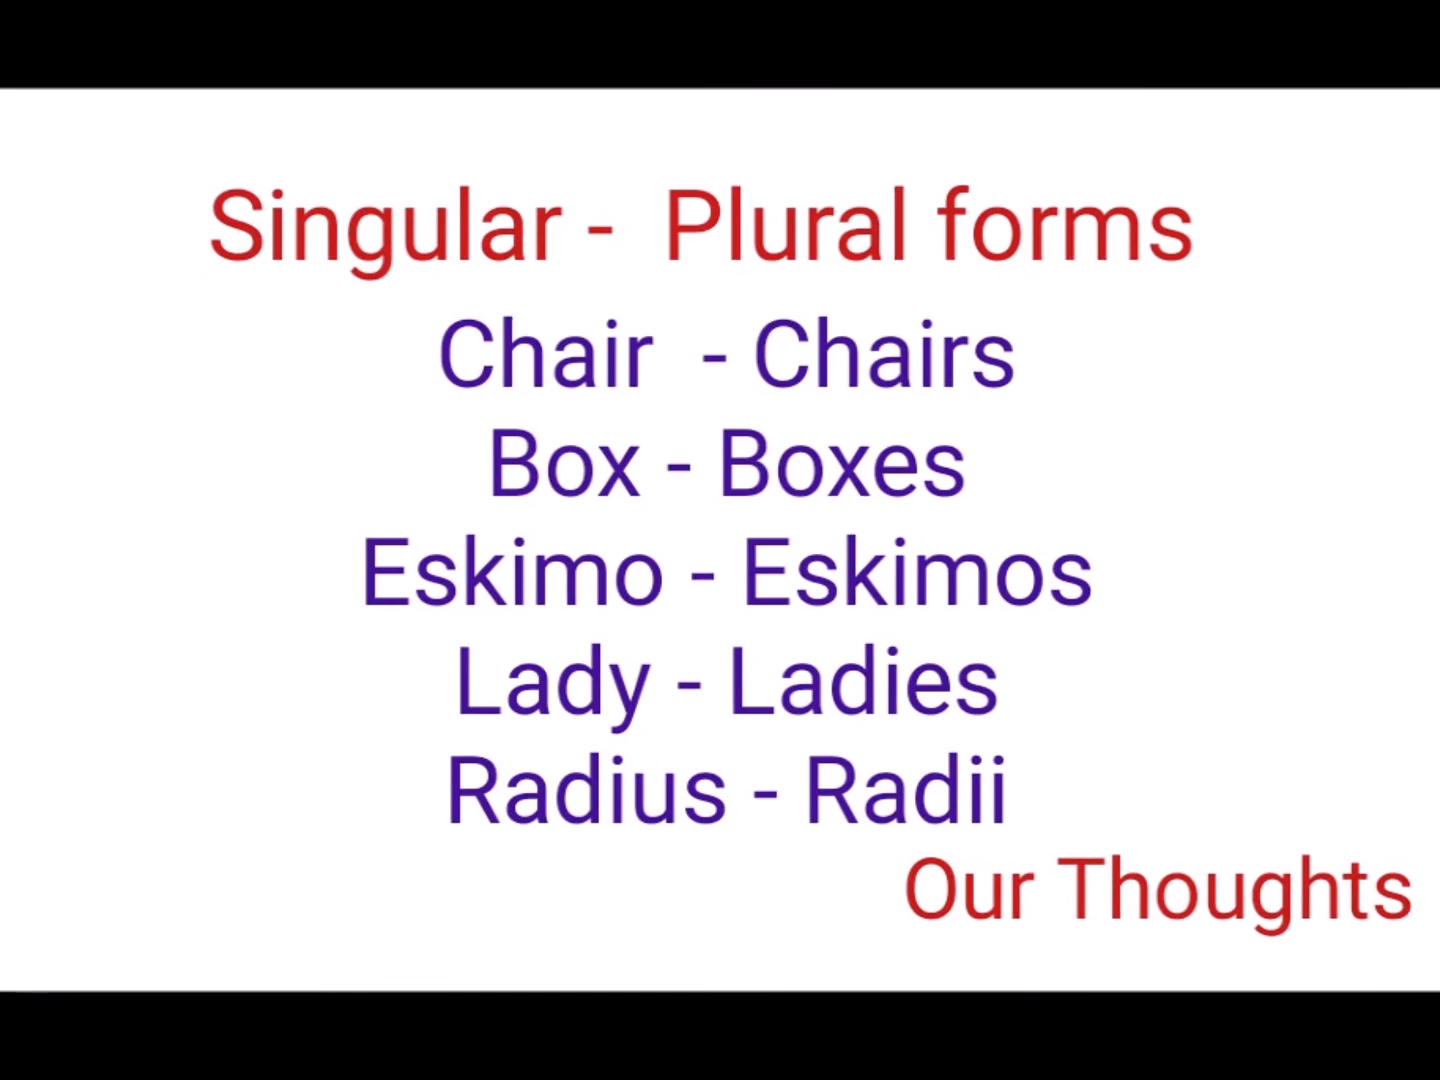 Singular - Plural forms
Chair - Chairs
Box - Boxes
Eskimo - Eskimos
Lady - Ladies
Radius - Radii
Our Thoughts